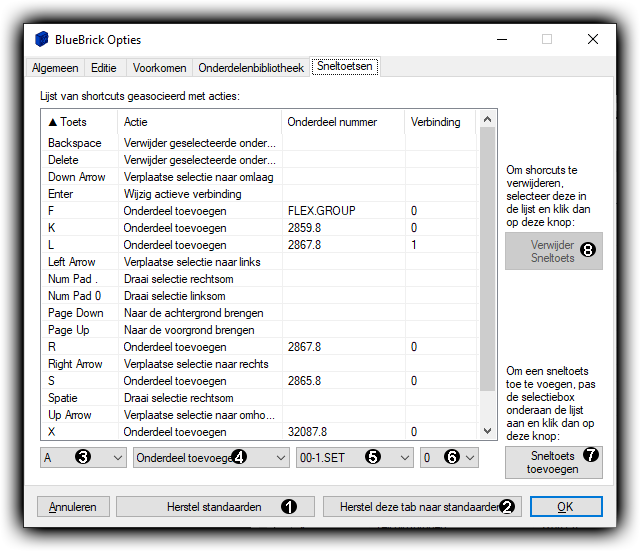 BlueBrick Opties
Algemeen Editie Voorkomen Onderdelenbibliotheek Sneltoetsen
Lijst van shortcuts geasocieerd met acties:
▲ Toets Actie Onderdeel nummer Verbinding
Backspace Verwijder geselecteerde onder...
Delete Verwijder geselecteerde onder...
Down Arrow Verplaatse selectie naar omlaag
Enter Wijzig actieve verbinding
F Onderdeel toevoegen FLEX.GROUP 0
K Onderdeel toevoegen 2859.8 0
L Onderdeel toevoegen 2867.8 1
Left Arrow Verplaatse selectie naar links
Num Pad . Draai selectie rechtsom
Num Pad 0 Draai selectie linksom
Page Down Naar de achtergrond brengen
Page Up Naar de voorgrond brengen
R Onderdeel toevoegen 2867.8 0
Right Arrow Verplaatse selectie naar rechts
S Onderdeel toevoegen 2865.8 0
Spatie Draai selectie rechtsom
Up Arrow Verplaatse selectie naar omho...
X Onderdeel toevoegen 32087.8 0
Om shorcuts te
verwijderen,
selecteer deze in
de lijst en klik dan
op deze knop:
Verwijder
Sneltoets 8
Om een sneltoets
toe te voegen, pas
de selectiebox
onderaan de lijst
aan en klik dan op
deze knop:
Sneltoets 7
toevoegen
A 3 Onderdeel toevoege 4 00-1.SET 5 0 6
Annuleren Herstel standaarden 1 Herstel deze tab naar standaarden 2 OK